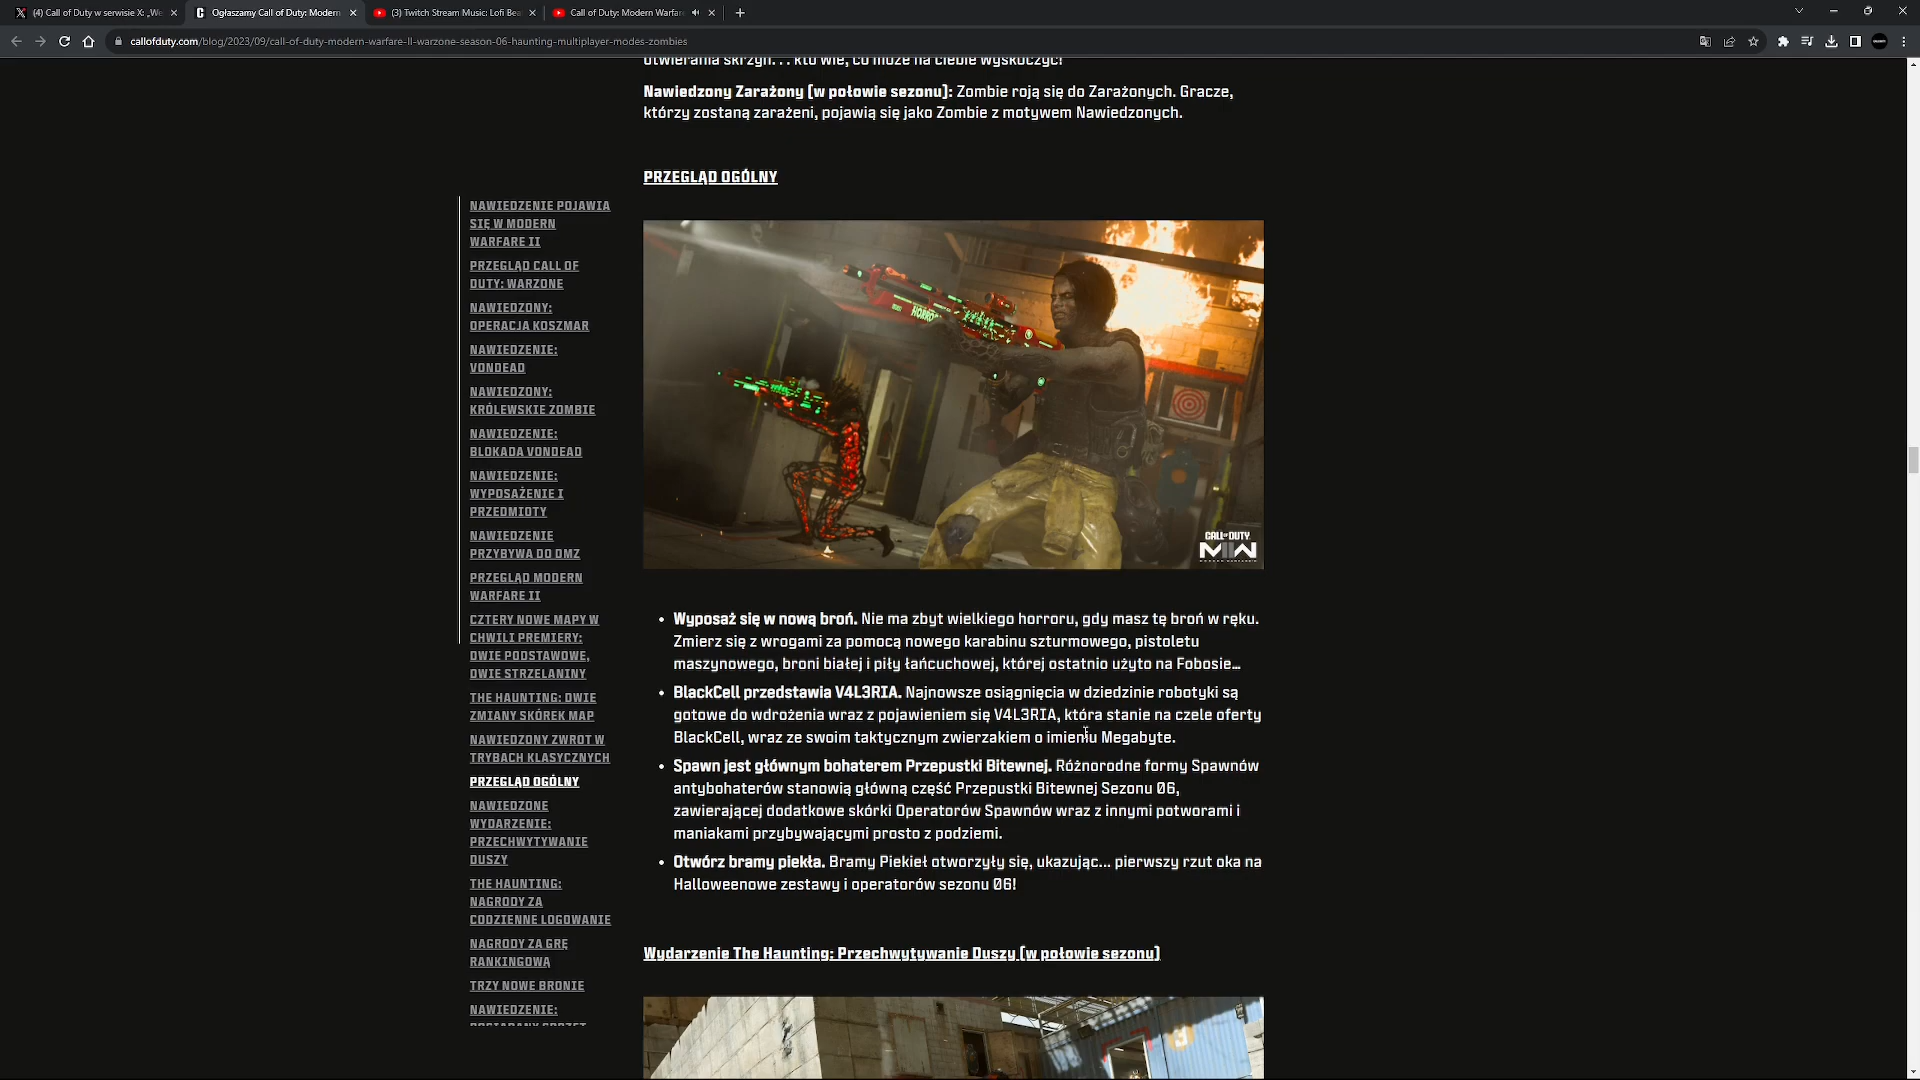 (4) Call of Duty w serwisie X: „We
Ogłaszamy Call of Duty: Modern
(3) Twitch Stream Music: Lofi Bea
Call of Duty: Modern Warfar
callofduty.com/blog/2023/09/call-of-duty-modern-warfare-II-warzone-season-06-haunting-multiplayer-modes-zombies
otwierania skrzyń... kto wie, co może na ciebie wyskoczyć!
Nawiedzony Zarażony [w połowie sezonu]: Zombie roją się do Zarażonych. Gracze,
którzy zostaną zarażeni, pojawią się jako Zombie z motywem Nawiedzonych.
PRZEGLĄD OGÓLNY
NAWIEDZENIE POJAWIA
SIĘ W MODERN
WARFARE II
PRZEGLĄD CALL OF
DUTY: WARZONE
NAWIEDZONY:
OPERACJA KOSZMAR
NAWIEDZENIE:
VONDEAD
NAWIEDZONY:
KRÓLEWSKIE ZOMBIE
NAWIEDZENIE:
BLOKADA VONDEAD
NAWIEDZENIE:
WYPOSAŻENIE I
PRZEDMIOTY
NAWIEDZENIE
PRZYBYWA DO DMZ
PRZEGLĄD MODERN
WARFARE II
CZTERY NOWE MAPY W
CHWILI PREMIERY:
DWIE PODSTAWOWE,
DWIE STRZELANINY
THE HAUNTING: DWIE
ZMIANY SKÓREK MAP
NAWIEDZONY ZWROT W
TRYBACH KLASYCZNYCH
PRZEGLĄD OGÓLNY
NAWIEDZONE
WYDARZENIE:
PRZECHWYTYWANIE
DUSZY
THE HAUNTING:
NAGRODY ZA
CODZIENNE LOGOWANIE
NAGRODY ZA GRĘ
RANKINGOWĄ
TRZY NOWE BRONIE
NAWIEDZENIE:
HORROR
CALL OF DUTY
MWII
• Wyposaż się w nową broń. Nie ma zbyt wielkiego horroru, gdy masz tę broń w ręku.
Zmierz się z wrogami za pomocą nowego karabinu szturmowego, pistoletu
maszynowego, broni białej i piły łańcuchowej, której ostatnio użyto na Fobosie…
• BlackCell przedstawia V4L3RIA. Najnowsze osiągnięcia w dziedzinie robotyki są
gotowe do wdrożenia wraz z pojawieniem się V4L3RIA, która stanie na czele oferty
BlackCell, wraz ze swoim taktycznym zwierzakiem o imieniu Megabyte.
• Spawn jest głównym bohaterem Przepustki Bitewnej. Różnorodne formy Spawnów
antybohaterów stanowią główną część Przepustki Bitewnej Sezonu 06,
zawierającej dodatkowe skórki Operatorów Spawnów wraz z innymi potworami i
maniakami przybywającymi prosto z podziemi.
• Otwórz bramy piekła. Bramy Piekieł otworzyły się, ukazując... pierwszy rzut oka na
Halloweenowe zestawy i operatorów sezonu 06!
Wydarzenie The Haunting: Przechwytywanie Duszy [w połowie sezonu]